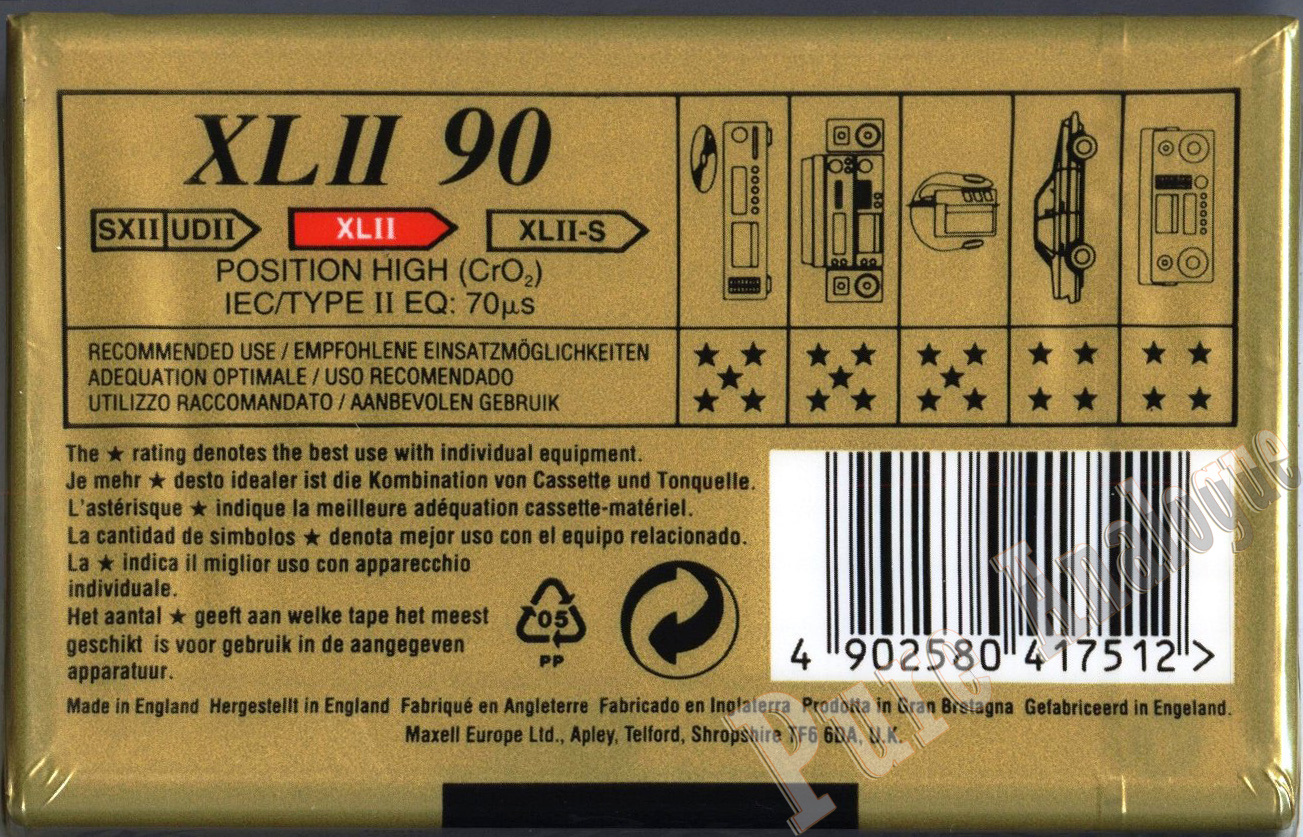 XLII 90
SXII UDII XLII XLII-S
POSITION HIGH (CrO₂)
IEC/TYPE II EQ: 70μs
RECOMMENDED USE / EMPFOHLENE EINSATZMÖGLICHKEITEN
ADEQUATION OPTIMALE / USO RECOMENDADO
UTILIZZO RACCOMANDATO / AANBEVOLEN GEBRUIK
The ★ rating denotes the best use with individual equipment.
Je mehr ★ desto idealer ist die Kombination von Cassette und Tonquelle.
L'astérisque ★ indique la meilleure adéquation cassette-matériel.
La cantidad de simbolos ★ denota mejor uso con el equipo relacionado.
La ★ indica il miglior uso con apparecchio
individuale.
Het aantal ★ geeft aan welke tape het meest
geschikt is voor gebruik in de aangegeven
apparatuur.
05
PP
4 902580 417512 >
Made in England Hergestellt in England Fabriqué en Angleterre Fabricado en Inglaterra Prodotta in Gran Bretagna Gefabriceerd in Engeland.
Maxell Europe Ltd., Apley, Telford, Shropshire TF6 6DA, U.K.
Pure Analogue